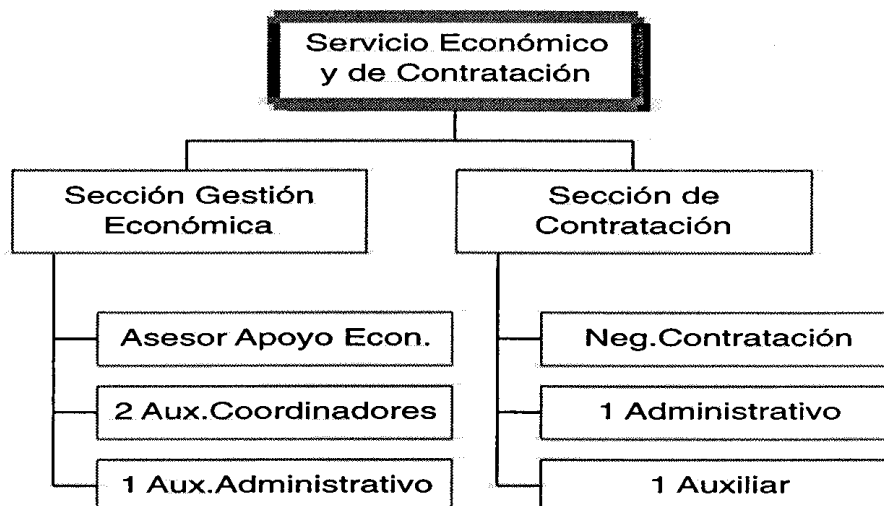 Servicio Económico
y de Contratación
Sección Gestión
Económica
Sección de
Contratación
Asesor Apoyo Econ.
2 Aux.Coordinadores
1 Aux.Administrativo
Neg.Contratación
1 Administrativo
1 Auxiliar